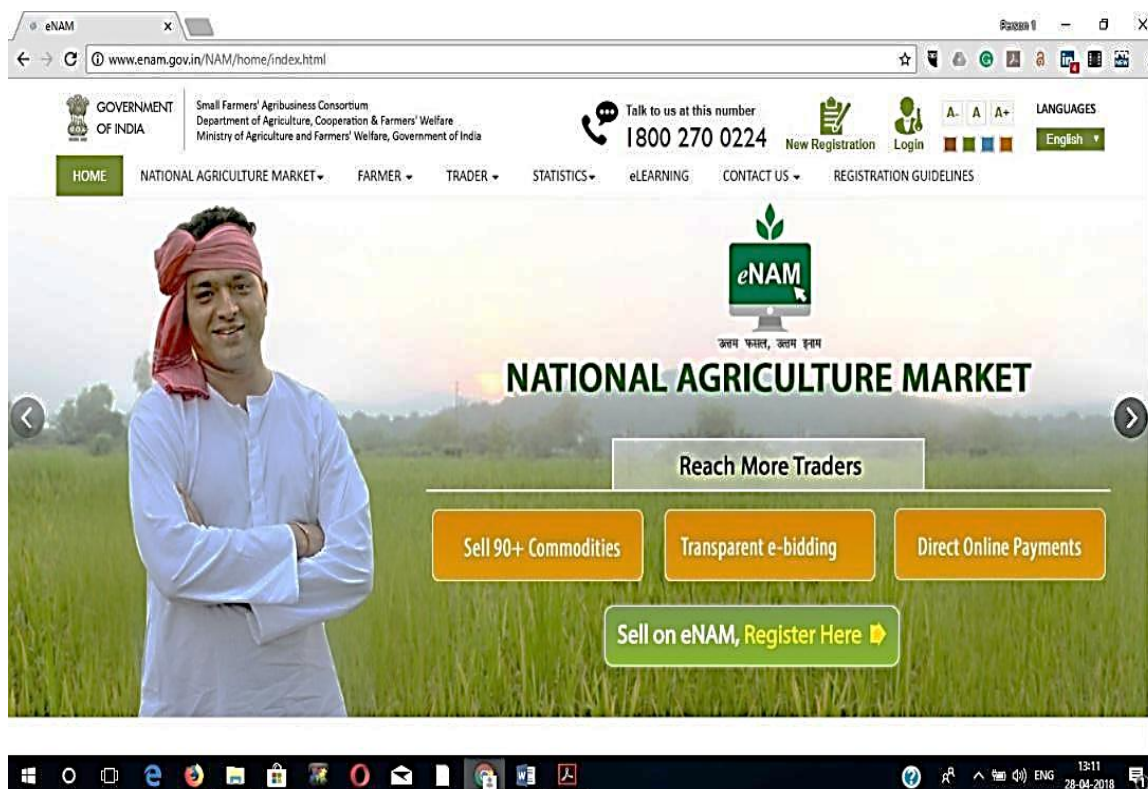 eNAM
Person 1
www.enam.gov.in/NAM/home/index.html
GOVERNMENT
OF INDIA
Small Farmers' Agribusiness Consortium
Department of Agriculture, Cooperation & Farmers' Welfare
Ministry of Agriculture and Farmers' Welfare, Government of India
Talk to us at this number
1800 270 0224
New Registration
Login
A- A A+
LANGUAGES
English
HOME NATIONAL AGRICULTURE MARKET FARMER TRADER STATISTICS eLEARNING CONTACT US REGISTRATION GUIDELINES
eNAM
उत्तम फसल, उत्तम इनाम
NATIONAL AGRICULTURE MARKET
Reach More Traders
Sell 90+ Commodities
Transparent e-bidding
Direct Online Payments
Sell on eNAM, Register Here
ENG
13:11
28-04-2018